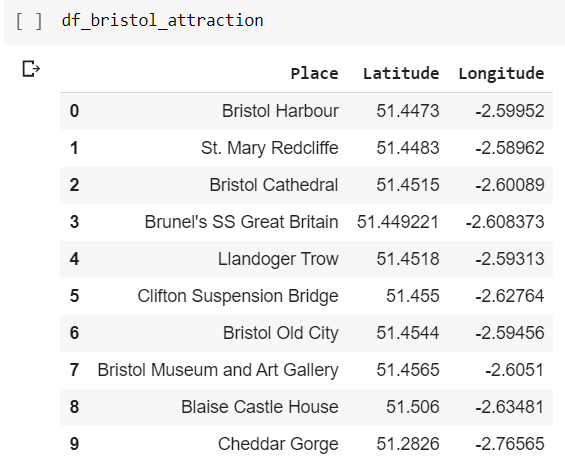 [ ] df_bristol_attraction
Place Latitude Longitude
0 Bristol Harbour 51.4473 -2.59952
1 St. Mary Redcliffe 51.4483 -2.58962
2 Bristol Cathedral 51.4515 -2.60089
3 Brunel's SS Great Britain 51.449221 -2.608373
4 Llandoger Trow 51.4518 -2.59313
5 Clifton Suspension Bridge 51.455 -2.62764
6 Bristol Old City 51.4544 -2.59456
7 Bristol Museum and Art Gallery 51.4565 -2.6051
8 Blaise Castle House 51.506 -2.63481
9 Cheddar Gorge 51.2826 -2.76565